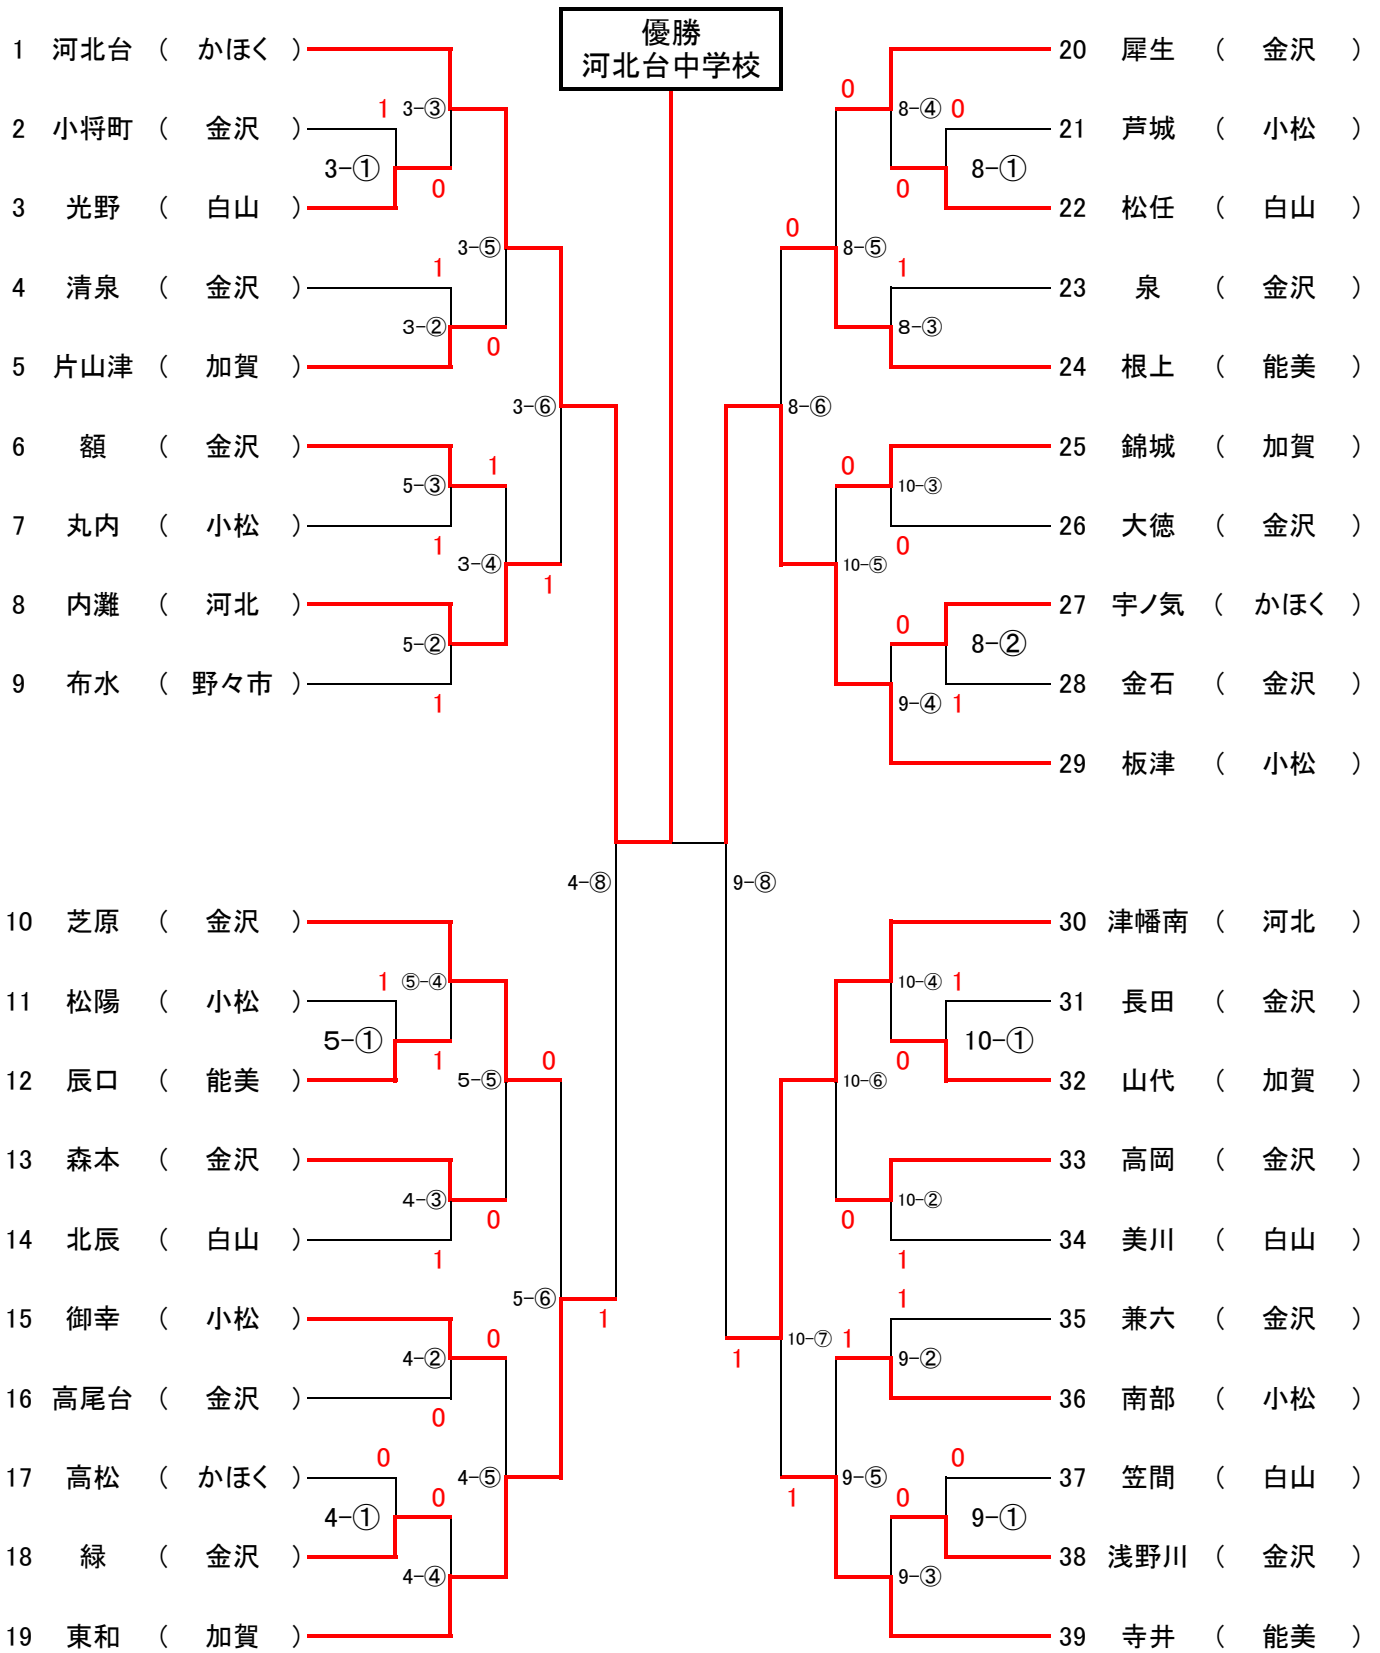 優勝
河北台中学校
1 河北台 ( かほく )
2 小将町 ( 金沢 )
3 光野 ( 白山 )
4 清泉 ( 金沢 )
5 片山津 ( 加賀 )
6 額 ( 金沢 )
7 丸内 ( 小松 )
8 内灘 ( 河北 )
9 布水 ( 野々市 )
10 芝原 ( 金沢 )
11 松陽 ( 小松 )
12 辰口 ( 能美 )
13 森本 ( 金沢 )
14 北辰 ( 白山 )
15 御幸 ( 小松 )
16 高尾台 ( 金沢 )
17 高松 ( かほく )
18 緑 ( 金沢 )
19 東和 ( 加賀 )
1
3-③
3-①
0
3-⑤
1
3-②
0
3-⑥
1
5-③
1
3-④
1
5-②
1
4-⑧
1
⑤-④
5-①
1
5-⑤
0
4-③
0
1
5-⑥
1
0
4-②
0
0
4-⑤
0
4-①
4-④
20 犀生 ( 金沢 )
21 芦城 ( 小松 )
22 松任 ( 白山 )
23 泉 ( 金沢 )
24 根上 ( 能美 )
25 錦城 ( 加賀 )
26 大徳 ( 金沢 )
27 宇ノ気 ( かほく )
28 金石 ( 金沢 )
29 板津 ( 小松 )
30 津幡南 ( 河北 )
31 長田 ( 金沢 )
32 山代 ( 加賀 )
33 高岡 ( 金沢 )
34 美川 ( 白山 )
35 兼六 ( 金沢 )
36 南部 ( 小松 )
37 笠間 ( 白山 )
38 浅野川 ( 金沢 )
39 寺井 ( 能美 )
0
8-④
0
8-①
0
0
8-⑤
1
8-③
8-⑥
0
10-③
0
10-⑤
0
8-②
9-④
1
9-⑧
10-④
1
10-①
0
10-⑥
10-②
0
1
1
10-⑦
1
9-②
1
0
9-⑤
1
0
9-①
9-③